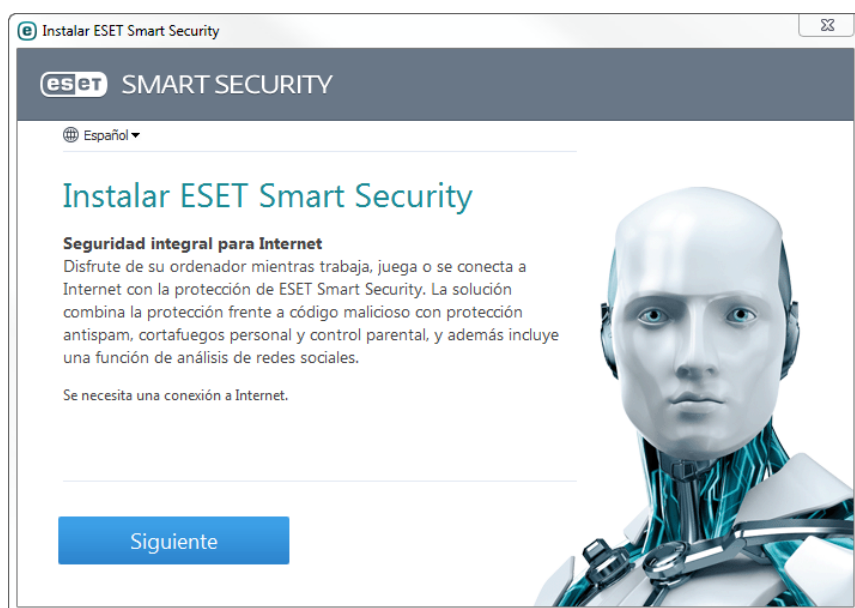 Instalar ESET Smart Security
eset SMART SECURITY
Español
Instalar ESET Smart Security
Seguridad integral para Internet
Disfrute de su ordenador mientras trabaja, juega o se conecta a
Internet con la protección de ESET Smart Security. La solución
combina la protección frente a código malicioso con protección
antispam, cortafuegos personal y control parental, y además incluye
una función de análisis de redes sociales.
Se necesita una conexión a Internet.
Siguiente